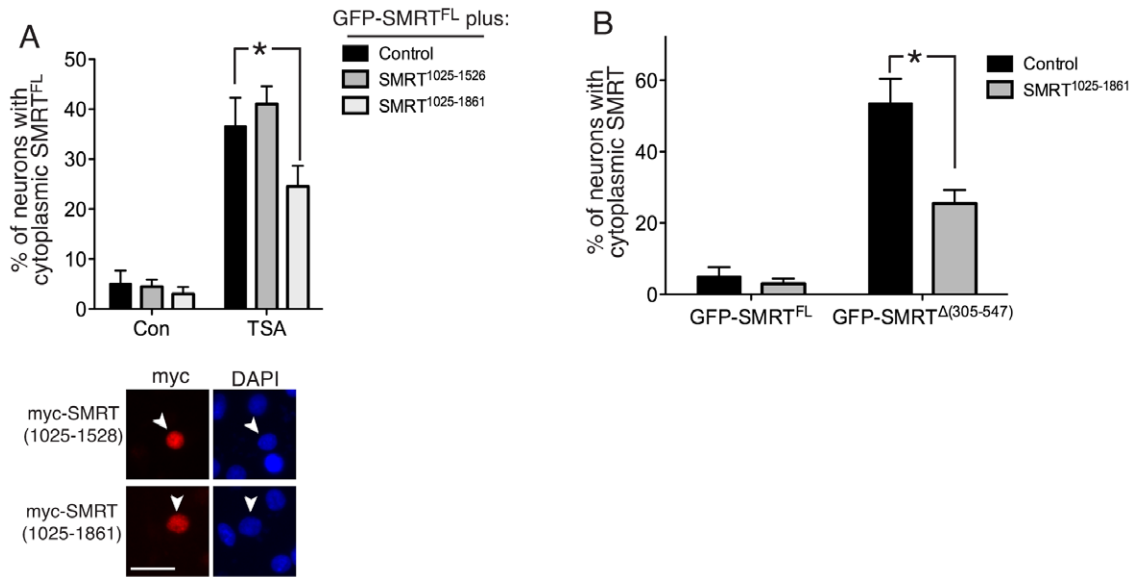 A
GFP-SMRT^FL plus:
Control
SMRT^1025-1526
SMRT^1025-1861
*
% of neurons with
cytoplasmic SMRT^FL
50
40
30
20
10
0
Con
TSA
B
Control
SMRT^1025-1861
*
% of neurons with
cytoplasmic SMRT
60
40
20
0
GFP-SMRT^FL
GFP-SMRT^Δ(305-547)
myc
DAPI
myc-SMRT
(1025-1528)
myc-SMRT
(1025-1861)